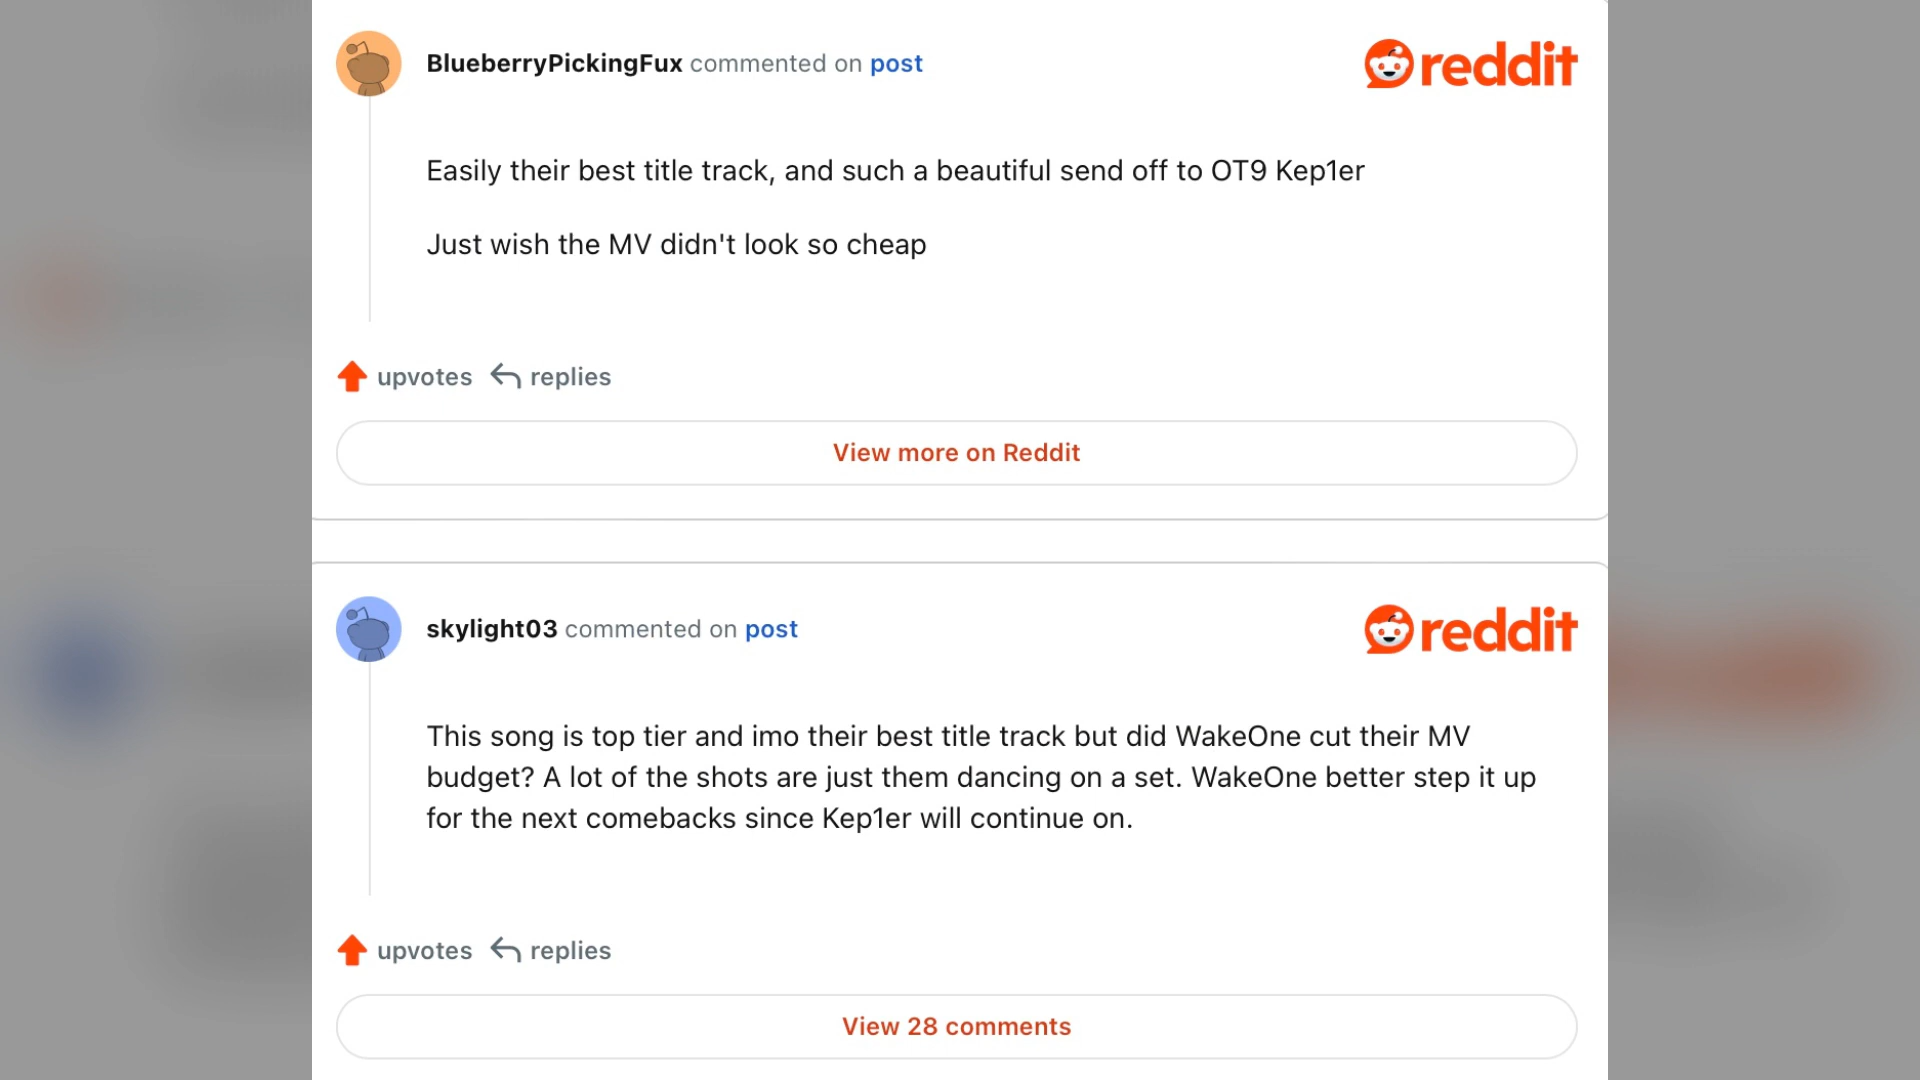 BlueberryPickingFux commented on post
reddit
Easily their best title track, and such a beautiful send off to OT9 Kep1er
Just wish the MV didn't look so cheap
upvotes replies
View more on Reddit
skylight03 commented on post
reddit
This song is top tier and imo their best title track but did WakeOne cut their MV
budget? A lot of the shots are just them dancing on a set. WakeOne better step it up
for the next comebacks since Kep1er will continue on.
upvotes replies
View 28 comments